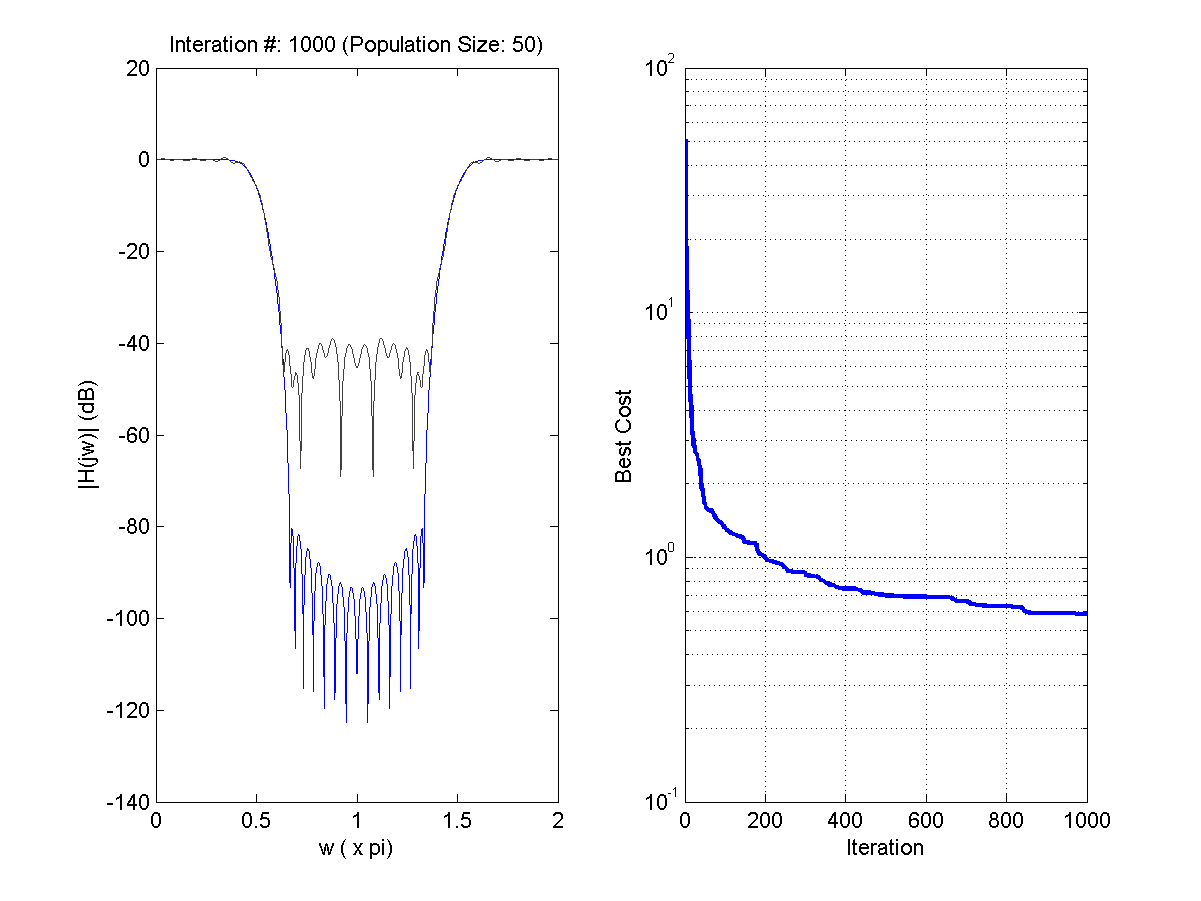 Interation #: 1000 (Population Size: 50)
20
0
-20
-40
-60
-80
-100
-120
-140
|H(jw)| (dB)
0 0.5 1 1.5 2
w ( x pi)
10^2
10^1
10^0
10^-1
Best Cost
0 200 400 600 800 1000
Iteration